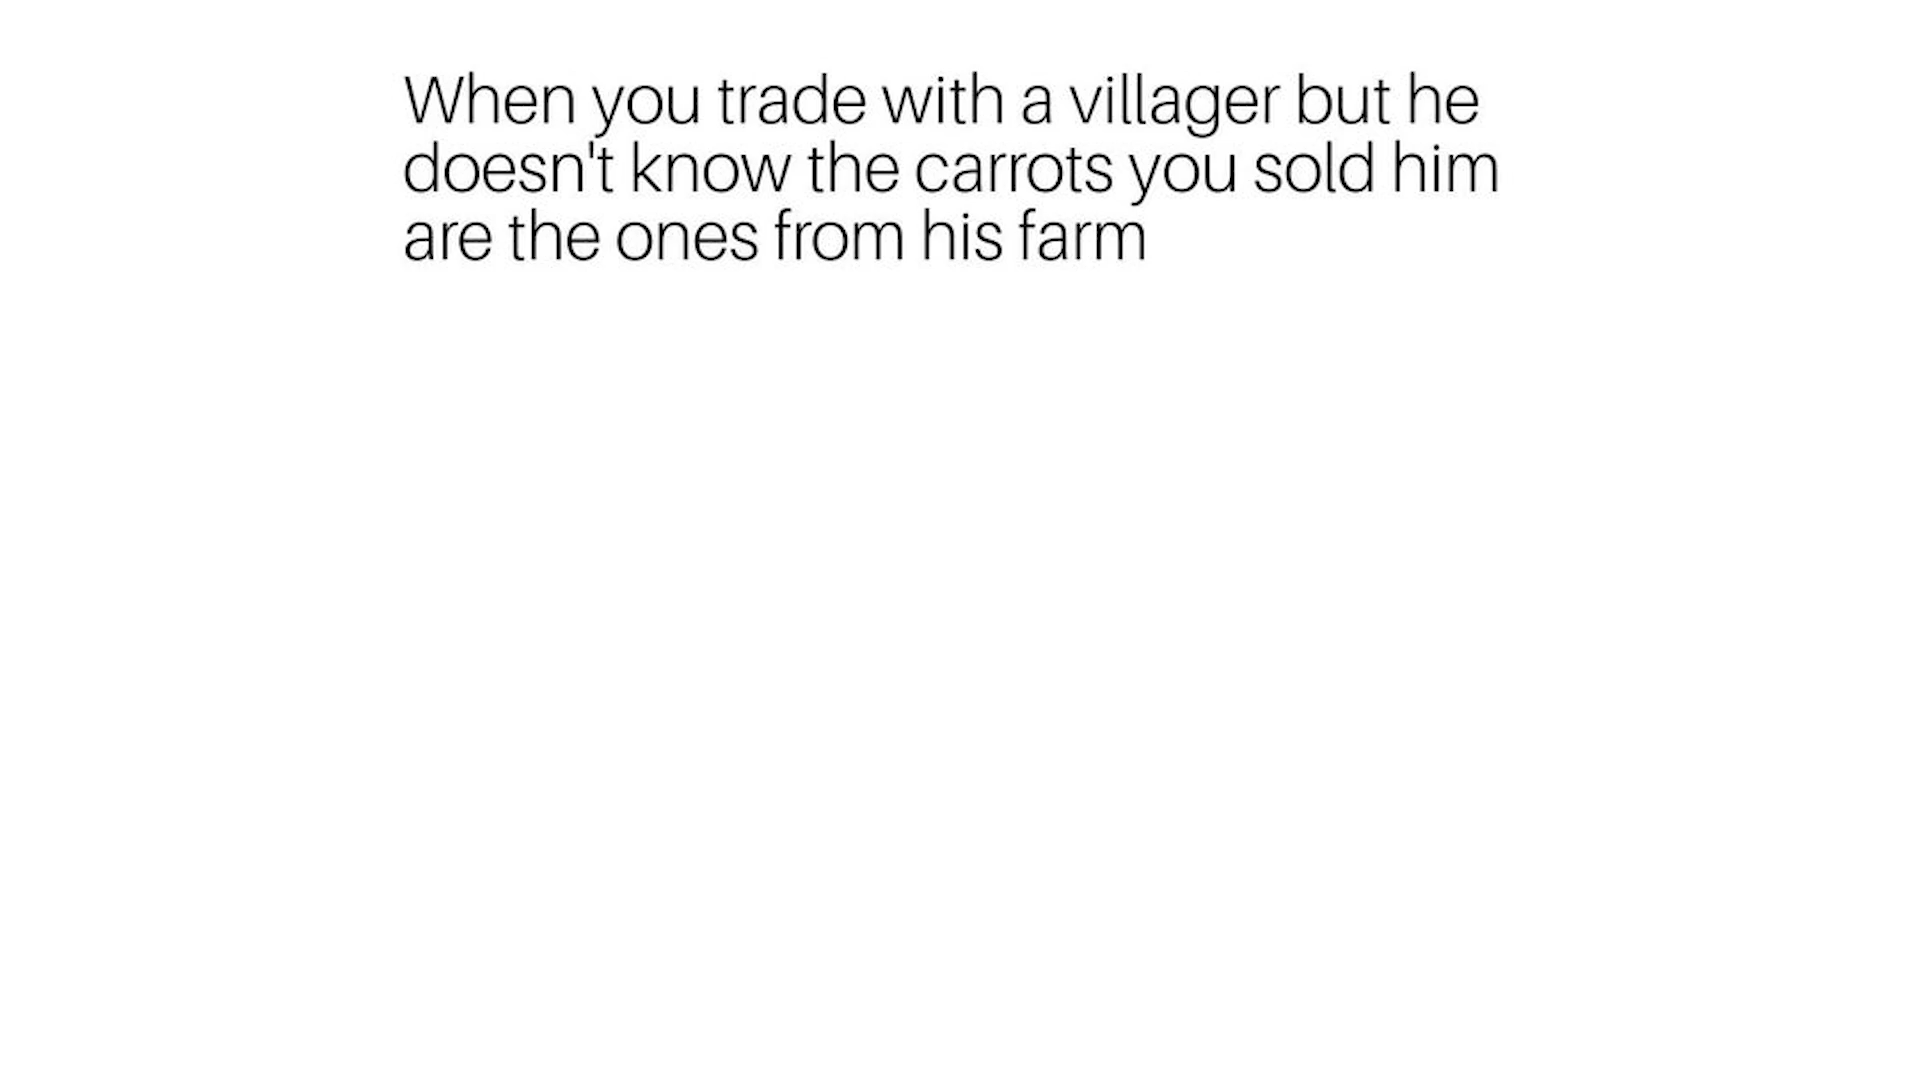 When you trade with a villager but he
doesn't know the carrots you sold him
are the ones from his farm